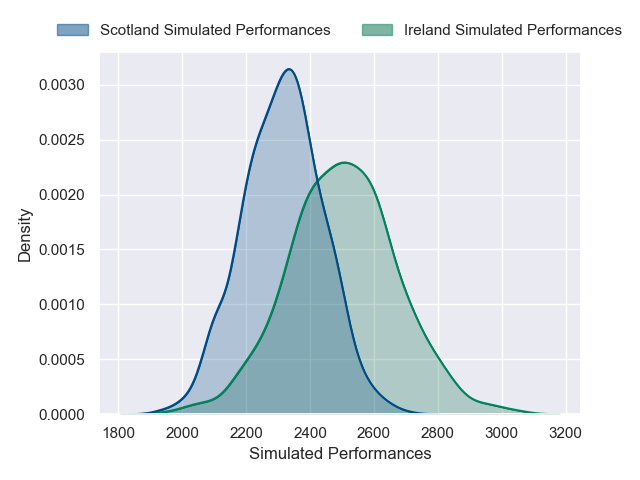 Scotland Simulated Performances
Ireland Simulated Performances
Density
0.0030
0.0025
0.0020
0.0015
0.0010
0.0005
0.0000
1800 2000 2200 2400 2600 2800 3000 3200
Simulated Performances